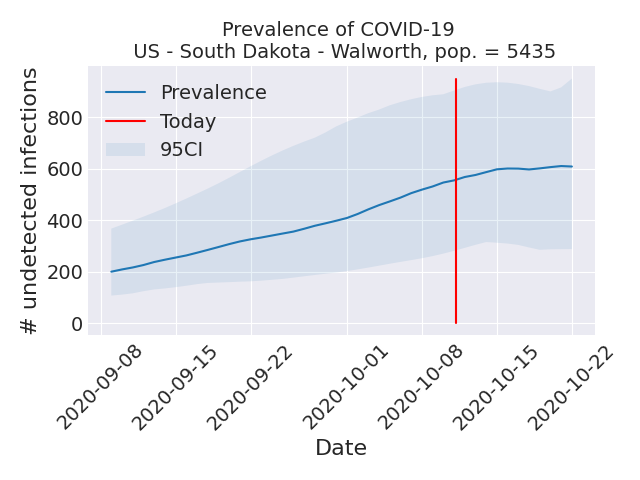 Prevalence of COVID-19
US - South Dakota - Walworth, pop. = 5435
# undetected infections
800
600
400
200
0
Prevalence
Today
95CI
2020-09-08
2020-09-15
2020-09-22
2020-10-01
2020-10-08
2020-10-15
2020-10-22
Date